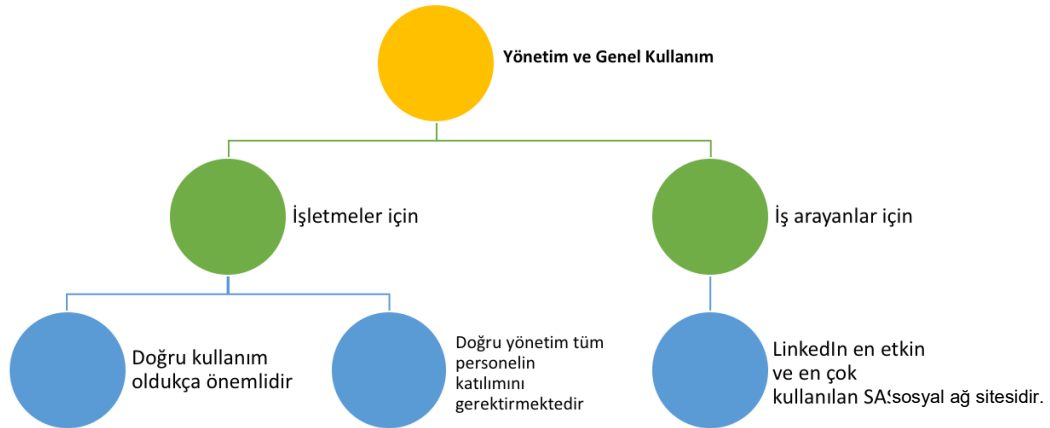 Yönetim ve Genel Kullanım
İşletmeler için
İş arayanlar için
Doğru kullanım
oldukça önemlidir
Doğru yönetim tüm
personelin
katılımını
gerektirmektedir
LinkedIn en etkin
ve en çok
kullanılan sosyal ağ sitesidir.